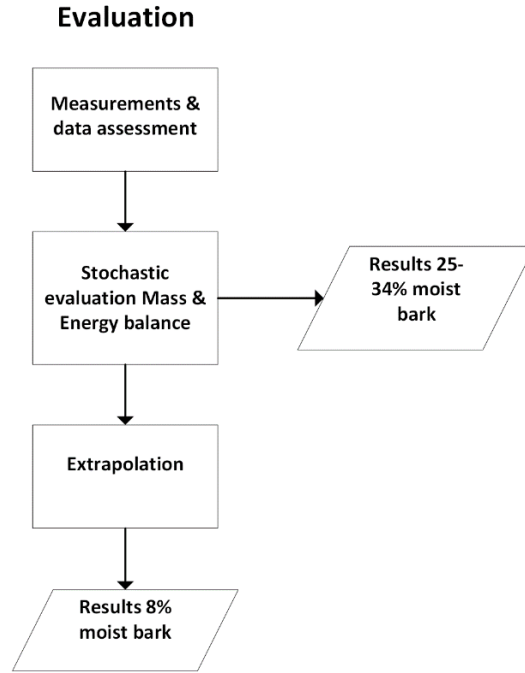 Evaluation
Measurements &
data assessment
Stochastic
evaluation Mass &
Energy balance
Results 25-
34% moist
bark
Extrapolation
Results 8%
moist bark